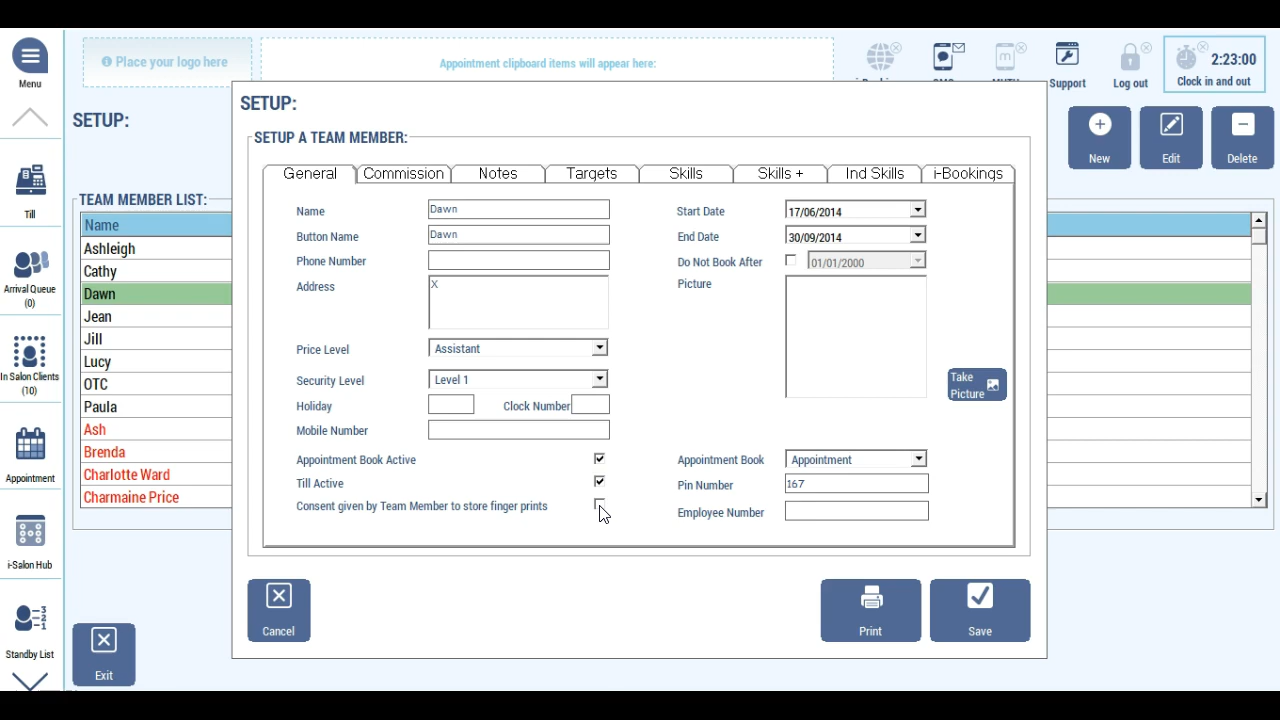 Menu
Place your logo here
Appointment clipboard items will appear here:
Support
Log out
2:23:00
Clock in and out
SETUP:
New
Edit
Delete
TEAM MEMBER LIST:
Name
Ashleigh
Cathy
Dawn
Jean
Jill
Lucy
OTC
Paula
Ash
Brenda
Charlotte Ward
Charmaine Price
Till
Arrival Queue
(0)
In Salon Clients
(10)
Appointment
i-Salon Hub
3
2
1
Standby List
Exit
SETUP:
SETUP A TEAM MEMBER:
General
Commission
Notes
Targets
Skills
Skills +
Ind Skills
i-Bookings
Name
Dawn
Button Name
Dawn
Phone Number
Address
X
Price Level
Assistant
Security Level
Level 1
Holiday
Clock Number
Mobile Number
Appointment Book Active
Till Active
Consent given by Team Member to store finger prints
Start Date
17/06/2014
End Date
30/09/2014
Do Not Book After
01/01/2000
Picture
Take
Picture
Appointment Book
Appointment
Pin Number
167
Employee Number
Cancel
Print
Save